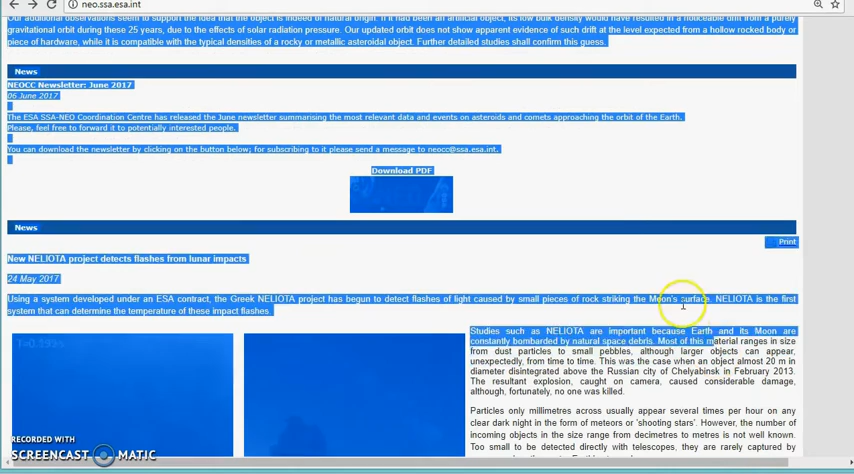 neo.ssa.esa.int
Our additional observations seem to support the idea that the object is indeed of natural origin. If it had been an artificial object, its low bulk density would have resulted in a noticeable drift from a purely
gravitational orbit during these 25 years, due to the effects of solar radiation pressure. Our updated orbit does not show apparent evidence of such drift at the level expected from a hollow rocked body or
piece of hardware, while it is compatible with the typical densities of a rocky or metallic asteroidal object. Further detailed studies shall confirm this guess.
News
NEOCC Newsletter: June 2017
06 June 2017
The ESA SSA-NEO Coordination Centre has released the June newsletter summarising the most relevant data and events on asteroids and comets approaching the orbit of the Earth.
Please, feel free to forward it to potentially interested people.
You can download the newsletter by clicking on the button below; for subscribing to it please send a message to neocc@ssa.esa.int.
Download PDF
News
Print
New NELIOTA project detects flashes from lunar impacts
24 May 2017
Using a system developed under an ESA contract, the Greek NELIOTA project has begun to detect flashes of light caused by small pieces of rock striking the Moon's surface. NELIOTA is the first
system that can determine the temperature of these impact flashes.
Studies such as NELIOTA are important because Earth and its Moon are
constantly bombarded by natural space debris. Most of this material ranges in size
from dust particles to small pebbles, although larger objects can appear,
unexpectedly, from time to time. This was the case when an object almost 20 m in
diameter disintegrated above the Russian city of Chelyabinsk in February 2013.
The resultant explosion, caught on camera, caused considerable damage,
although, fortunately, no one was killed.
Particles only millimetres across usually appear several times per hour on any
clear dark night in the form of meteors or 'shooting stars'. However, the number of
incoming objects in the size range from decimetres to metres is not well known.
Too small to be detected directly with telescopes, they are rarely captured by
RECORDED WITH
SCREENCAST MATIC